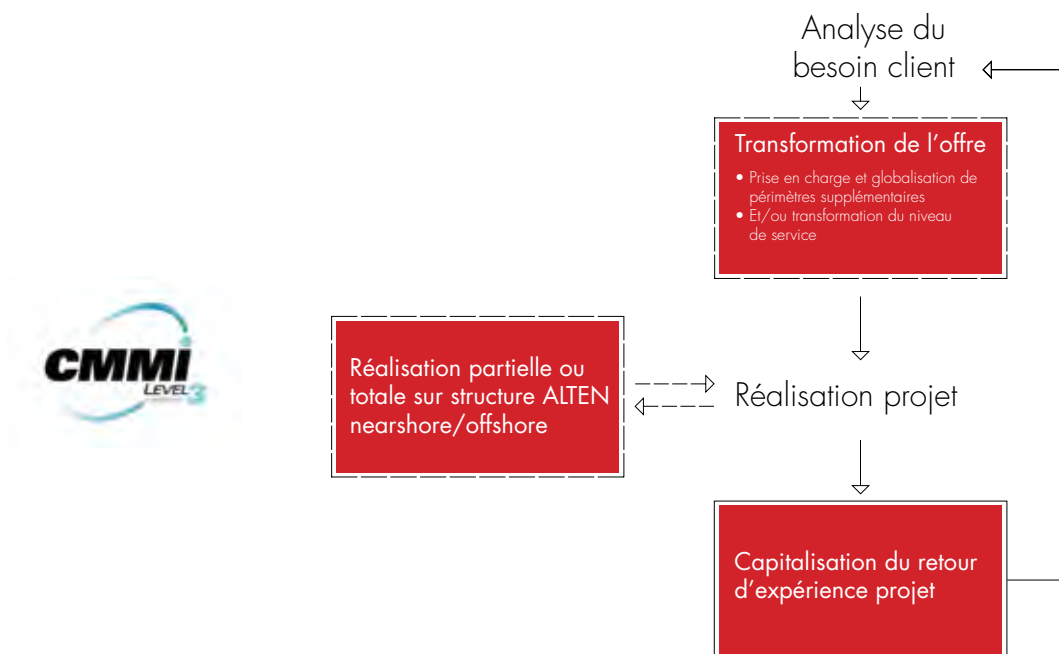 Analyse du
besoin client
Transformation de l’offre
• Prise en charge et globalisation de
périmètres supplémentaires
• Et/ou transformation du niveau
de service
CMMI
LEVEL 3
Réalisation partielle ou
totale sur structure ALTEN
nearshore/offshore
Réalisation projet
Capitalisation du retour
d’expérience projet